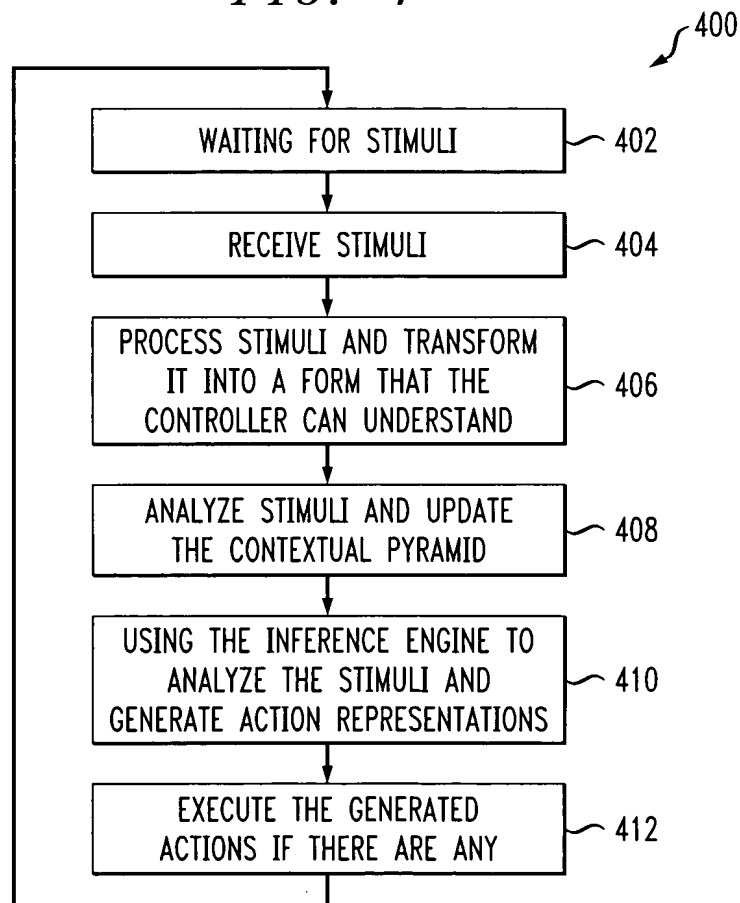 400
WAITING FOR STIMULI
402
RECEIVE STIMULI
404
PROCESS STIMULI AND TRANSFORM
IT INTO A FORM THAT THE
CONTROLLER CAN UNDERSTAND
406
ANALYZE STIMULI AND UPDATE
THE CONTEXTUAL PYRAMID
408
USING THE INFERENCE ENGINE TO
ANALYZE THE STIMULI AND
GENERATE ACTION REPRESENTATIONS
410
EXECUTE THE GENERATED
ACTIONS IF THERE ARE ANY
412